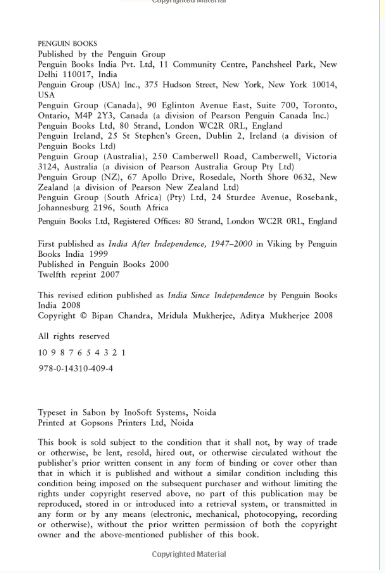 Copyrighted Material
PENGUIN BOOKS
Published by the Penguin Group
Penguin Books India Pvt. Ltd, 11 Community Centre, Panchsheel Park, New
Delhi 110017, India
Penguin Group (USA) Inc., 375 Hudson Street, New York, New York 10014,
USA
Penguin Group (Canada), 90 Eglinton Avenue East, Suite 700, Toronto,
Ontario, M4P 2Y3, Canada (a division of Pearson Penguin Canada Inc.)
Penguin Books Ltd, 80 Strand, London WC2R 0RL, England
Penguin Ireland, 25 St Stephen's Green, Dublin 2, Ireland (a division of
Penguin Books Ltd)
Penguin Group (Australia), 250 Camberwell Road, Camberwell, Victoria
3124, Australia (a division of Pearson Australia Group Pty Ltd)
Penguin Group (NZ), 67 Apollo Drive, Rosedale, North Shore 0632, New
Zealand (a division of Pearson New Zealand Ltd)
Penguin Group (South Africa) (Pty) Ltd, 24 Sturdee Avenue, Rosebank,
Johannesburg 2196, South Africa
Penguin Books Ltd, Registered Offices: 80 Strand, London WC2R 0RL, England
First published as India After Independence, 1947–2000 in Viking by Penguin
Books India 1999
Published in Penguin Books 2000
Twelfth reprint 2007
This revised edition published as India Since Independence by Penguin Books
India 2008
Copyright © Bipan Chandra, Mridula Mukherjee, Aditya Mukherjee 2008
All rights reserved
10 9 8 7 6 5 4 3 2 1
978-0-14310-409-4
Typeset in Sabon by InoSoft Systems, Noida
Printed at Gopsons Printers Ltd, Noida
This book is sold subject to the condition that it shall not, by way of trade
or otherwise, be lent, resold, hired out, or otherwise circulated without the
publisher's prior written consent in any form of binding or cover other than
that in which it is published and without a similar condition including this
condition being imposed on the subsequent purchaser and without limiting the
rights under copyright reserved above, no part of this publication may be
reproduced, stored in or introduced into a retrieval system, or transmitted in
any form or by any means (electronic, mechanical, photocopying, recording
or otherwise), without the prior written permission of both the copyright
owner and the above-mentioned publisher of this book.
Copyrighted Material